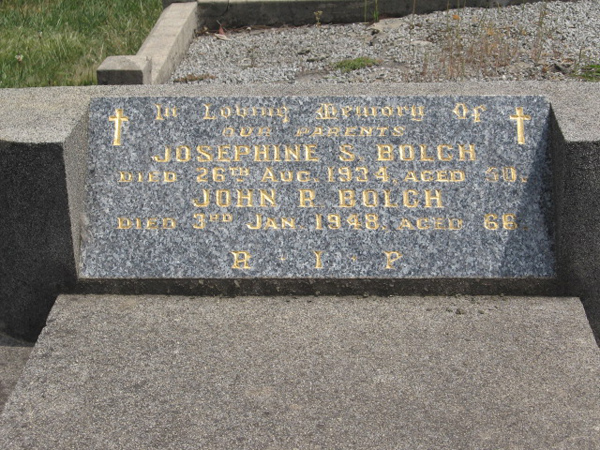 In Loving Memory Of
OUR PARENTS
JOSEPHINE S. BOLCH
DIED 26TH AUG. 1934, AGED
JOHN R. BOLCH
DIED 3RD JAN. 1948, AGED 68
R · I · P